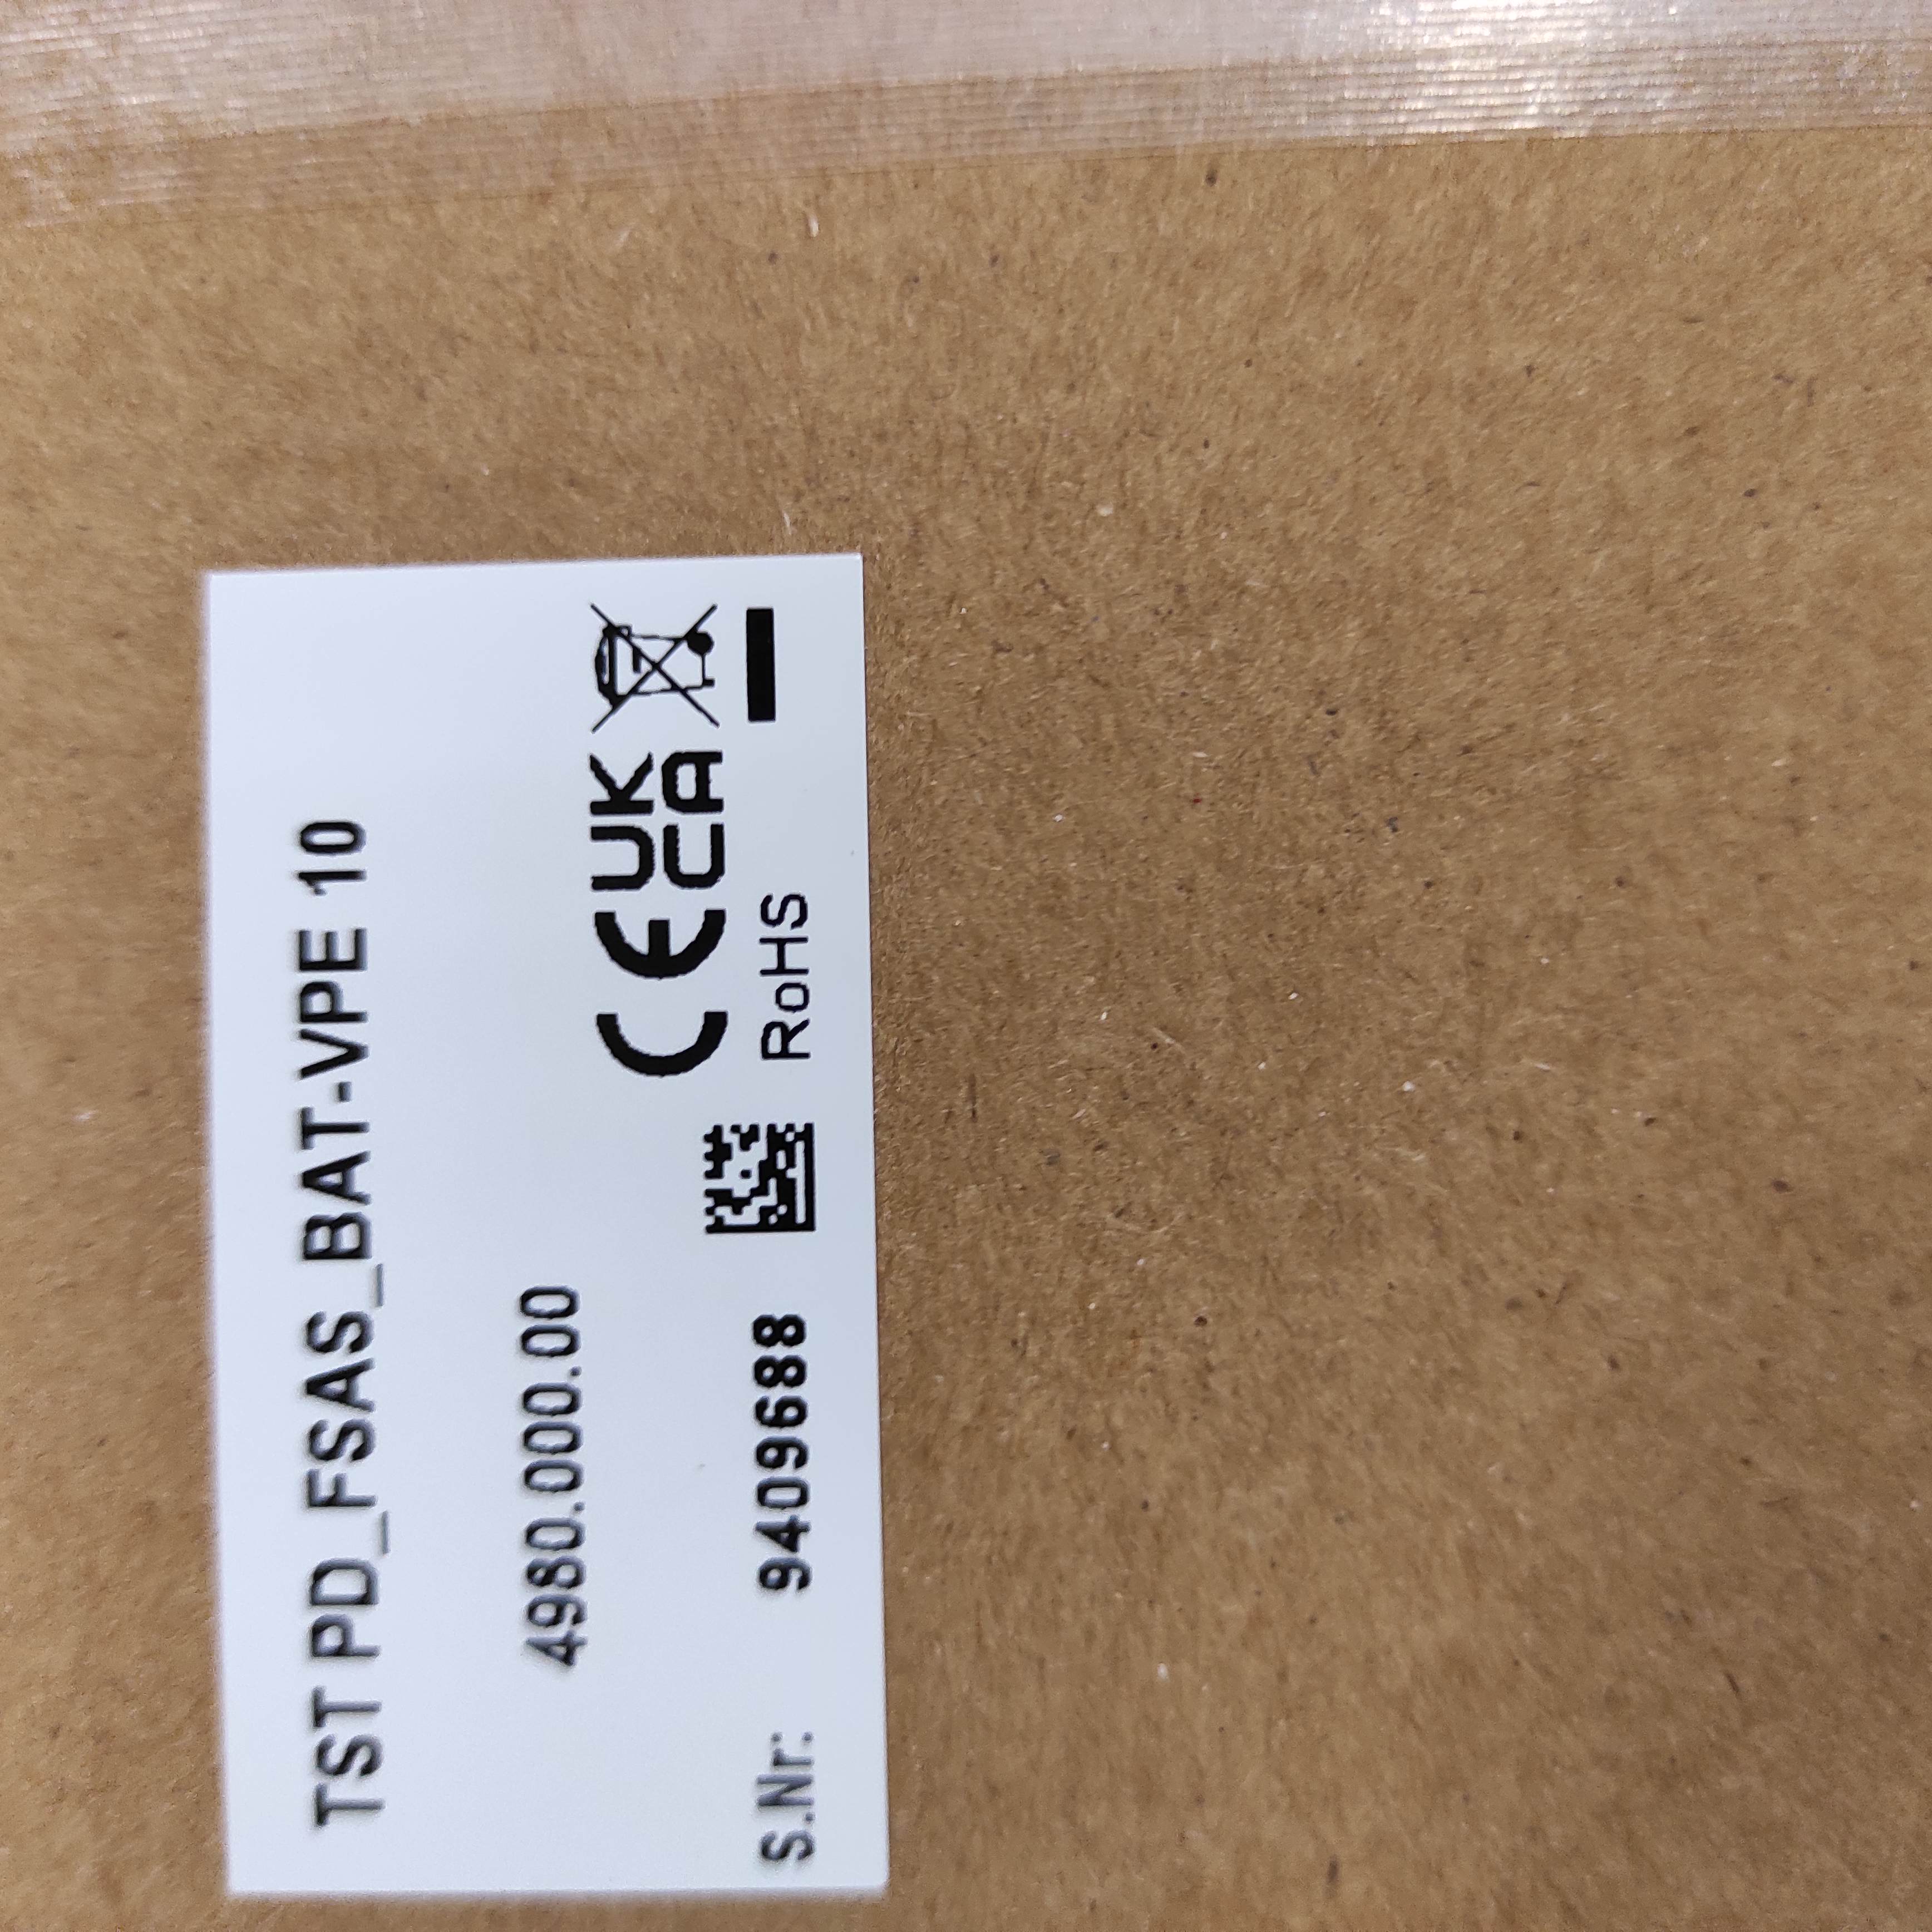 TST PD_FSAS_BAT-VPE 10
4980.000.00
CE UK CA
S.Nr: 9409688 RoHS